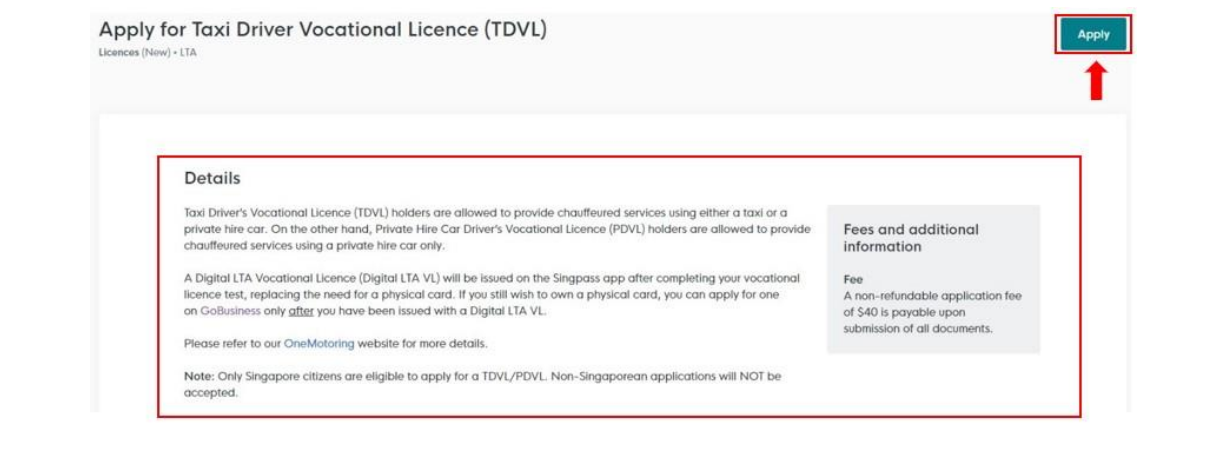 Apply for Taxi Driver Vocational Licence (TDVL)
Apply
Licences (New) • LTA
Details
Taxi Driver's Vocational Licence (TDVL) holders are allowed to provide chauffeured services using either a taxi or a
private hire car. On the other hand, Private Hire Car Driver's Vocational Licence (PDVL) holders are allowed to provide
chauffeured services using a private hire car only.
A Digital LTA Vocational Licence (Digital LTA VL) will be issued on the Singpass app after completing your vocational
licence test, replacing the need for a physical card. If you still wish to own a physical card, you can apply for one
on GoBusiness only after you have been issued with a Digital LTA VL.
Please refer to our OneMotoring website for more details.
Note: Only Singapore citizens are eligible to apply for a TDVL/PDVL. Non-Singaporean applications will NOT be
accepted.
Fees and additional
information
Fee
A non-refundable application fee
of $40 is payable upon
submission of all documents.